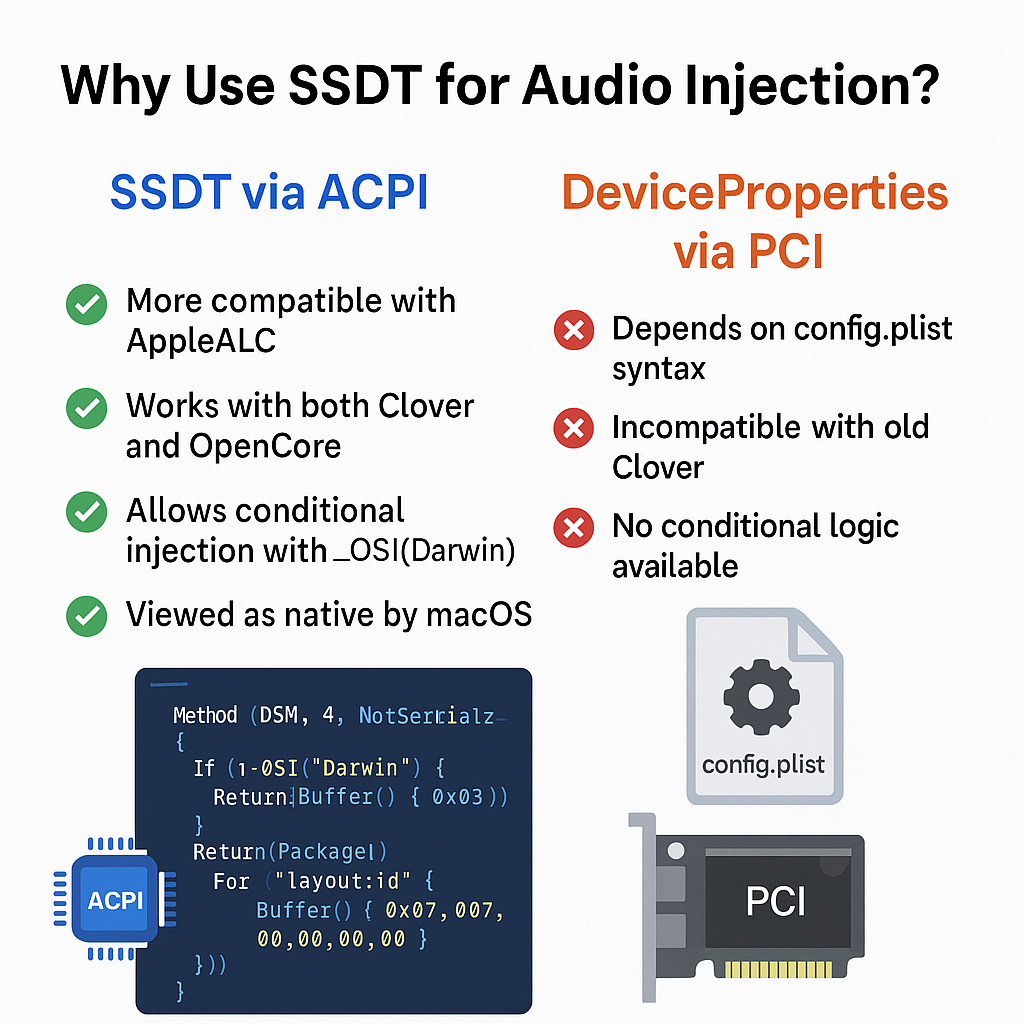 Why Use SSDT for Audio Injection?
SSDT via ACPI
More compatible with
AppleALC
Works with both Clover
and OpenCore
Allows conditional
injection with _OSI(Darwin)
Viewed as native by macOS
DeviceProperties
via PCI
Depends on config.plist
syntax
Incompatible with old
Clover
No conditional logic
available
Method (DSM, 4, NotSerrialz
{
If (1-0SI("Darwin") {
Return:Buffer() { 0x03))
}
Return(Packagel)
For ("layout:id" {
Buffer() { 0x07,007,
00,00,00,00 }
}))
}
ACPI
config.plist
PCI